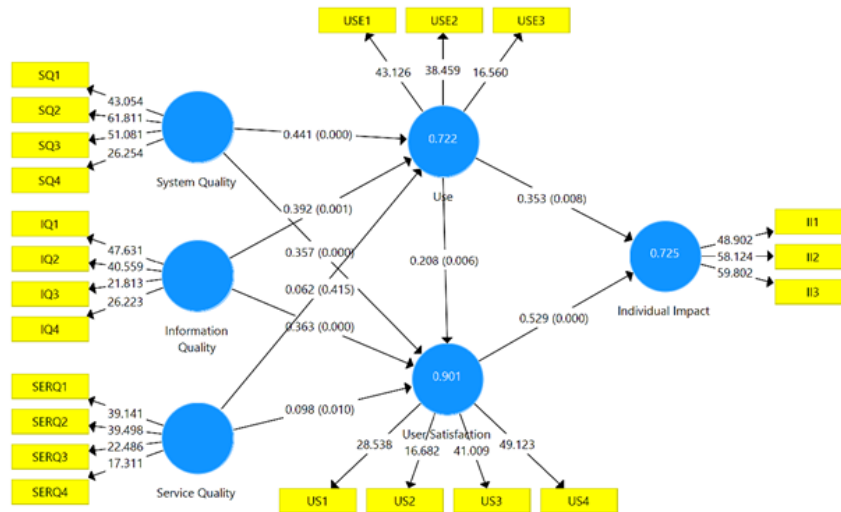 USE1
USE2
USE3
43.126
38.459
16.560
SQ1
SQ2
SQ3
SQ4
43.054
61.811
51.081
26.254
System Quality
0.441 (0.000)
0.722
Use
IQ1
IQ2
IQ3
IQ4
47.631
40.559
21.813
26.223
Information
Quality
0.392 (0.001)
0.357 (0.000)
0.062 (0.415)
0.363 (0.000)
0.208 (0.006)
0.353 (0.008)
0.529 (0.000)
0.725
Individual Impact
48.902
58.124
59.802
II1
II2
II3
SERQ1
SERQ2
SERQ3
SERQ4
39.141
39.498
22.486
17.311
Service Quality
0.098 (0.010)
0.901
User Satisfaction
28.538
16.682
41.009
49.123
US1
US2
US3
US4